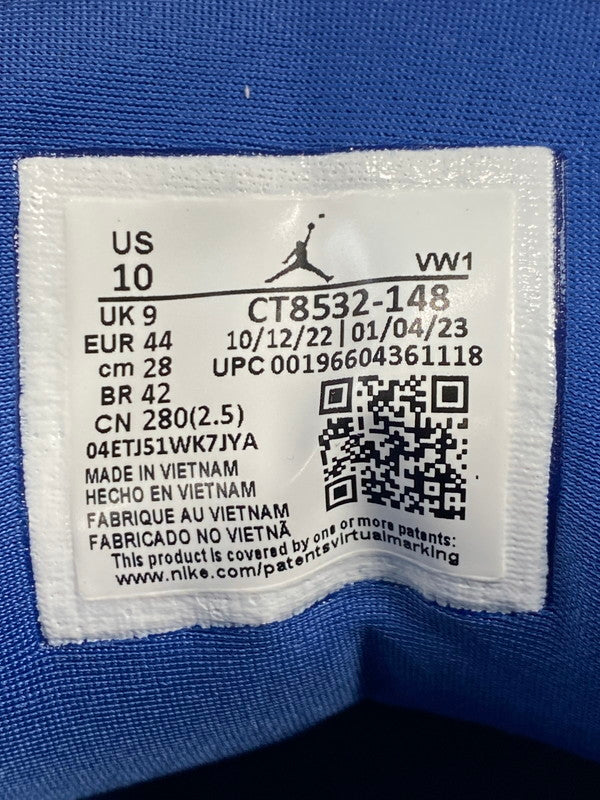 US
10
VW1
UK 9
CT8532-148
EUR 44
10/12/22|01/04/23
cm 28
UPC 00196604361118
BR 42
CN 280(2.5)
04ETJ51WK7JYA
MADE IN VIETNAM
HECHO EN VIETNAM
FABRIQUE AU VIETNAM
FABRICADO NO VIETNÃ
This product is covered by one or more patents:
www.nike.com/patentsvirtualmarking